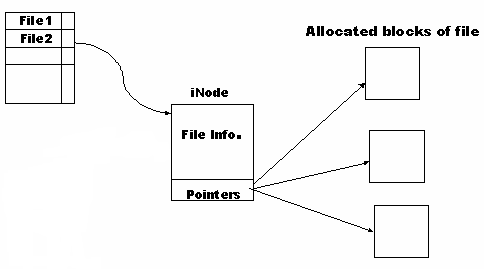 File1
File2
Allocated blocks of file
iNode
File Info.
Pointers